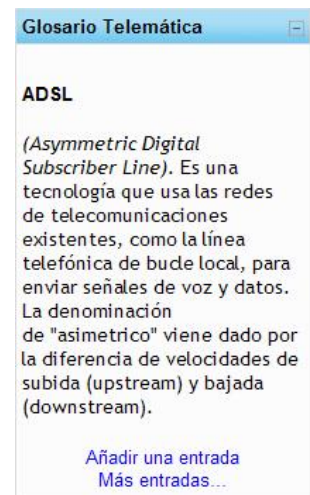 Glosario Telemática
ADSL
(Asymmetric Digital
Subscriber Line). Es una
tecnología que usa las redes
de telecomunicaciones
existentes, como la línea
telefónica de bucle local, para
enviar señales de voz y datos.
La denominación
de "asimetrico" viene dado por
la diferencia de velocidades de
subida (upstream) y bajada
(downstream).
Añadir una entrada
Más entradas...